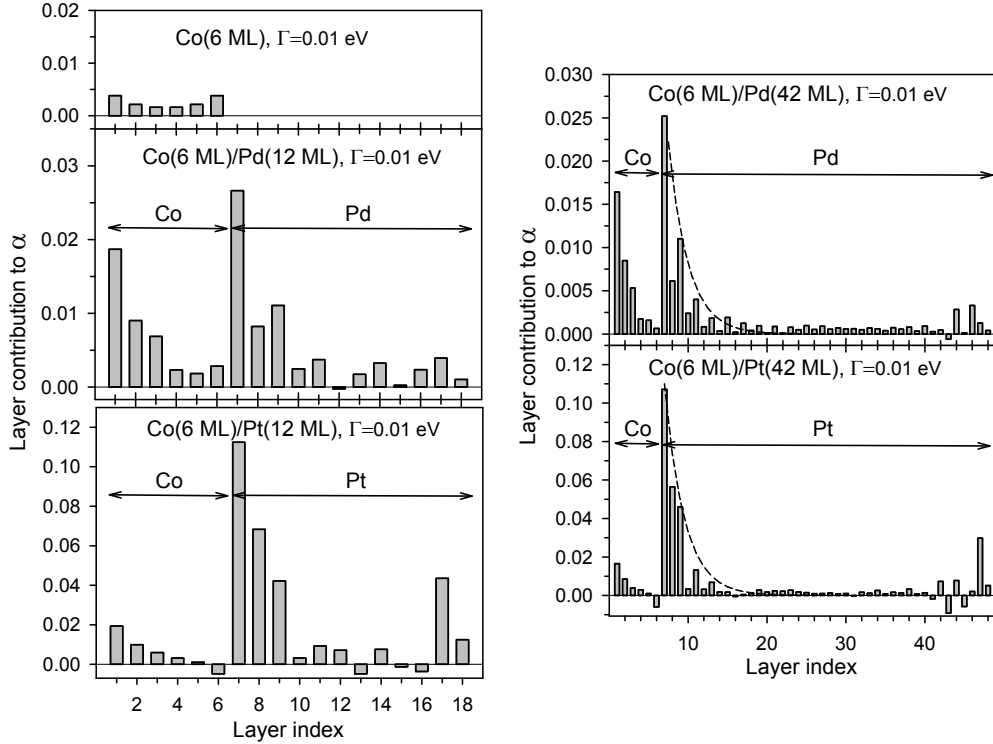 Layer contribution to α
0.02
0.01
0.00
Co(6 ML), Γ=0.01 eV
0.03
0.02
0.01
0.00
Co(6 ML)/Pd(12 ML), Γ=0.01 eV
Co
Pd
0.12
0.10
0.08
0.06
0.04
0.02
0.00
Co(6 ML)/Pt(12 ML), Γ=0.01 eV
Co
Pt
2 4 6 8 10 12 14 16 18
Layer index
Layer contribution to α
0.030
0.025
0.020
0.015
0.010
0.005
0.000
Co(6 ML)/Pd(42 ML), Γ=0.01 eV
Co
Pd
0.12
0.10
0.08
0.06
0.04
0.02
0.00
Co(6 ML)/Pt(42 ML), Γ=0.01 eV
Co
Pt
10 20 30 40
Layer index